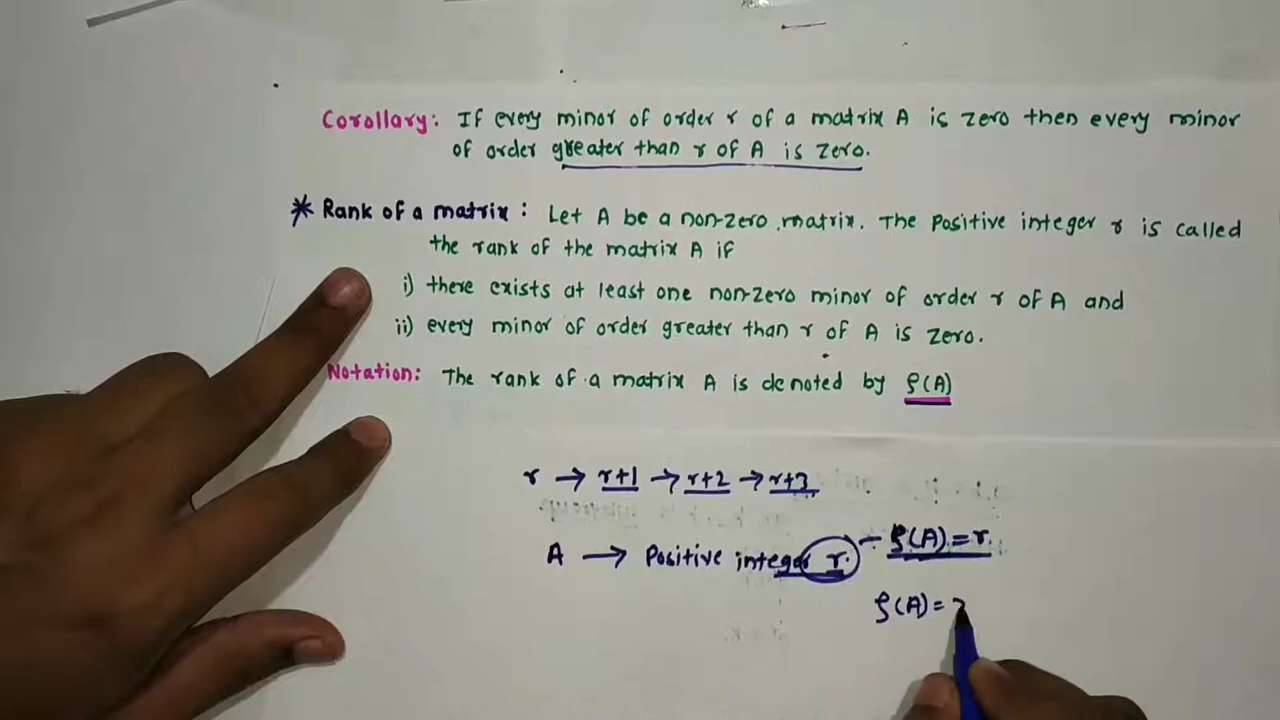 Corollary: If every minor of order r of a matrix A is zero then every minor
of order greater than r of A is zero.
* Rank of a matrix: Let A be a non-zero matrix. The positive integer r is called
the rank of the matrix A if
i) there exists at least one non-zero minor of order r of A and
ii) every minor of order greater than r of A is zero.
Notation: The rank of a matrix A is denoted by ρ(A)
r → r+1 → r+2 → r+3
A → Positive integer r. – ρ(A) = r.
ρ(A) =